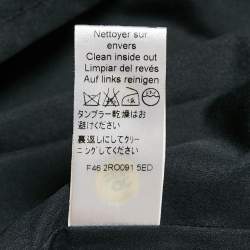 Nettoyer sur
envers
Clean inside out
Limpiar del revés
Auf links reinigen
タンブラー乾燥はお
避けください
裏返しにしてクリー
ニングしてください
F46 2RO091 5ED